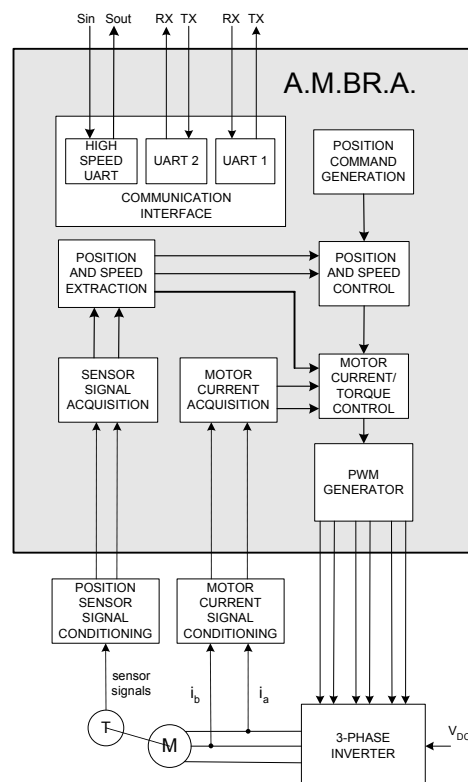 Sin Sout RX TX RX TX
A.M.BR.A.
HIGH
SPEED
UART
UART 2
UART 1
COMMUNICATION
INTERFACE
POSITION
COMMAND
GENERATION
POSITION
AND SPEED
EXTRACTION
POSITION
AND SPEED
CONTROL
SENSOR
SIGNAL
ACQUISITION
MOTOR
CURRENT
ACQUISITION
MOTOR
CURRENT/
TORQUE
CONTROL
PWM
GENERATOR
POSITION
SENSOR
SIGNAL
CONDITIONING
MOTOR
CURRENT
SIGNAL
CONDITIONING
sensor
signals
i_b
i_a
T
M
3-PHASE
INVERTER
V_DC